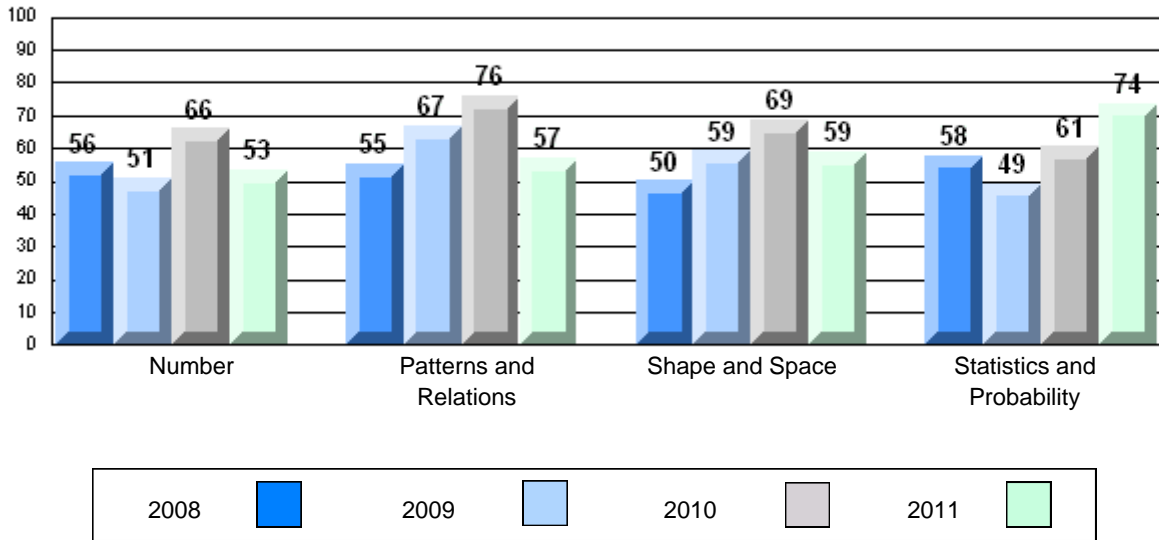 100
90
80
70
60
50
40
30
20
10
0
56 51 66 53 55 67 76 57 50 59 69 59 58 49 61 74
Number Patterns and Shape and Space Statistics and
Relations Probability
2008 2009 2010 2011